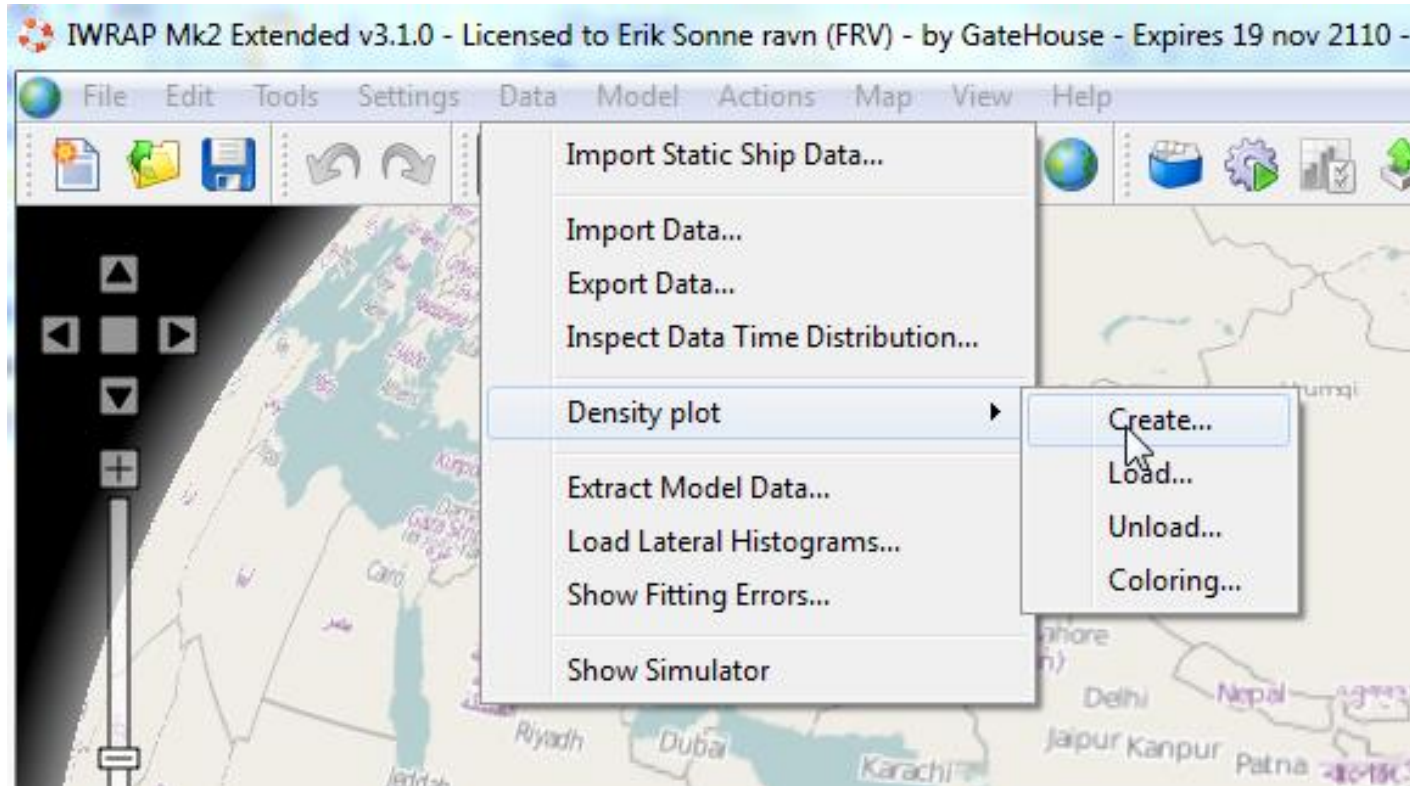 IWRAP Mk2 Extended v3.1.0 - Licensed to Erik Sonne ravn (FRV) - by GateHouse - Expires 19 nov 2110 -
File Edit Tools Settings Data Model Actions Map View Help
Import Static Ship Data...
Import Data...
Export Data...
Inspect Data Time Distribution...
Density plot
Create...
Load...
Unload...
Coloring...
Extract Model Data...
Load Lateral Histograms...
Show Fitting Errors...
Show Simulator
Urumqi
Cairo
Delhi
Nepal
Riyadh
Dubai
Jaipur
Kanpur
Patna
Karachi